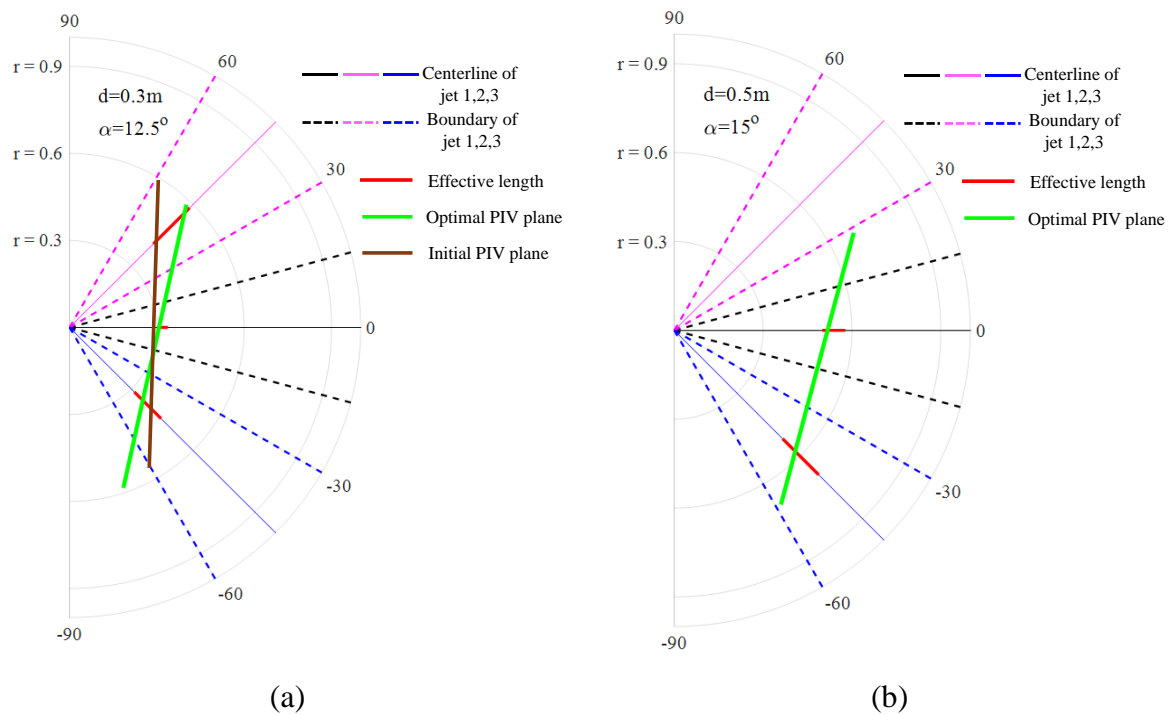 90
60
r = 0.9
d=0.3m
α=12.5°
Centerline of
jet 1,2,3
Boundary of
jet 1,2,3
r = 0.6
30
Effective length
Optimal PIV plane
r = 0.3
Initial PIV plane
0
-30
-60
-90
(a)
90
60
r = 0.9
d=0.5m
α=15°
Centerline of
jet 1,2,3
Boundary of
jet 1,2,3
r = 0.6
30
Effective length
Optimal PIV plane
r = 0.3
0
-30
-60
-90
(b)